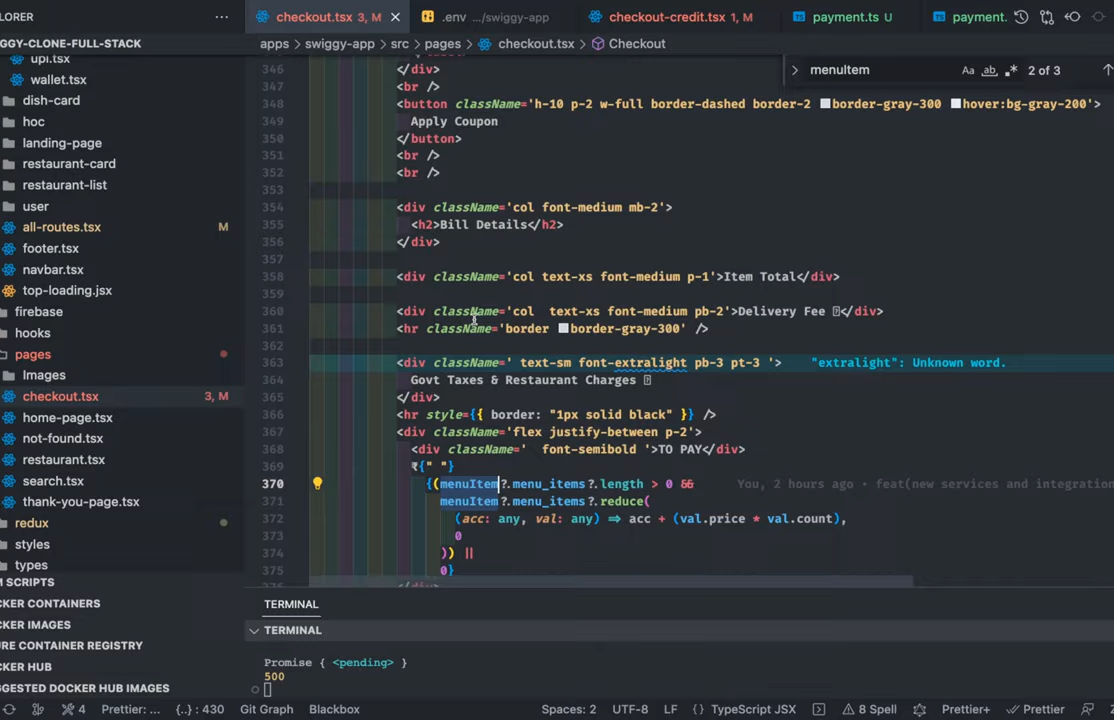 LORER
checkout.tsx 3, M
.env .../swiggy-app
checkout-credit.tsx 1, M
payment.ts U
payment.
GGY-CLONE-FULL-STACK
apps > swiggy-app > src > pages > checkout.tsx > Checkout
menuItem
Aa ab .*
2 of 3
upi.tsx
wallet.tsx
dish-card
hoc
landing-page
restaurant-card
restaurant-list
user
all-routes.tsx M
footer.tsx
navbar.tsx
top-loading.jsx
firebase
hooks
pages
Images
checkout.tsx 3, M
home-page.tsx
not-found.tsx
restaurant.tsx
search.tsx
thank-you-page.tsx
redux
styles
types
M SCRIPTS
CKER CONTAINERS
CKER IMAGES
URE CONTAINER REGISTRY
CKER HUB
GGESTED DOCKER HUB IMAGES
346 </div>
347 <br />
348 <button className='h-10 p-2 w-full border-dashed border-2 border-gray-300 hover:bg-gray-200'>
349 Apply Coupon
350 </button>
351 <br />
352 <br />
353
354 <div className='col font-medium mb-2'>
355 <h2>Bill Details</h2>
356 </div>
357
358 <div className='col text-xs font-medium p-1'>Item Total</div>
359
360 <div className='col  text-xs font-medium pb-2'>Delivery Fee </div>
361 <hr className='border border-gray-300' />
362
363 <div className=' text-sm font-extralight pb-3 pt-3 '> "extralight": Unknown word.
364 Govt Taxes & Restaurant Charges
365 </div>
366 <hr style={{ border: "1px solid black" }} />
367 <div className='flex justify-between p-2'>
368 <div className='  font-semibold '>TO PAY</div>
369 ₹{" "}
370 {(menuItem?.menu_items?.length > 0 && You, 2 hours ago • feat(new services and integration
371 menuItem?.menu_items?.reduce(
372 (acc: any, val: any) => acc + (val.price * val.count),
373 0
374 )) ||
375 0}
376 </div>
TERMINAL
TERMINAL
Promise { <pending> }
500
4 Prettier: ... {..} : 430 Git Graph Blackbox Spaces: 2 UTF-8 LF {} TypeScript JSX 8 Spell Prettier+ Prettier